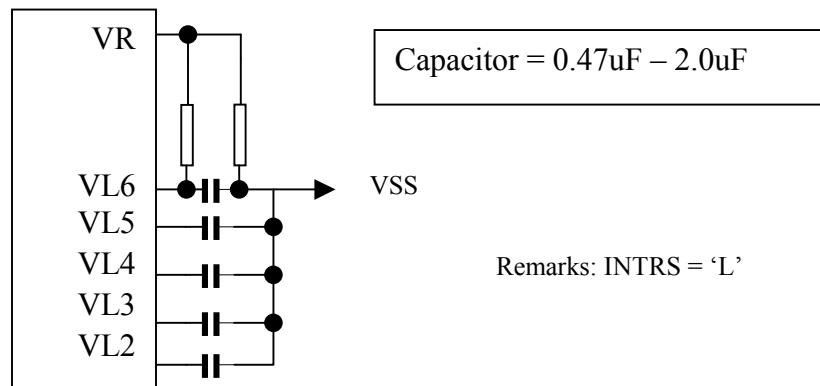 VR
Capacitor = 0.47uF – 2.0uF
VL6
VSS
VL5
VL4
Remarks: INTRS = ‘L’
VL3
VL2